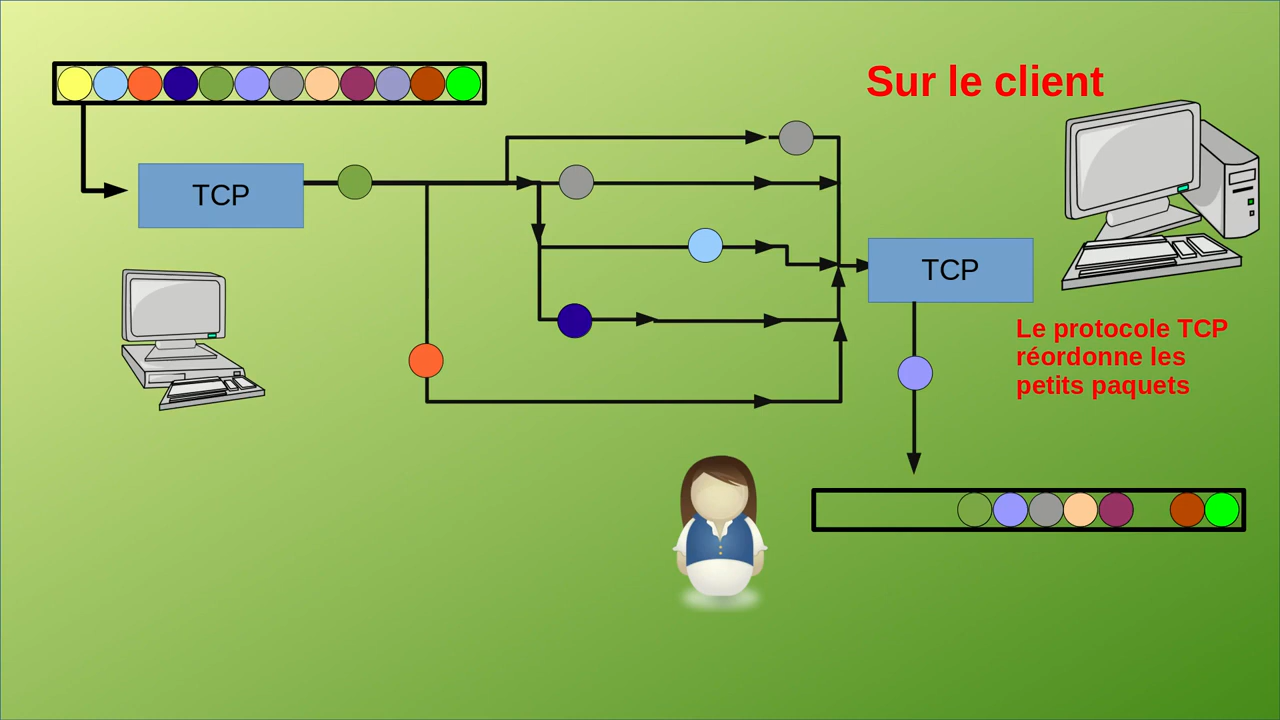 Sur le client
TCP
TCP
Le protocole TCP
réordonne les
petits paquets